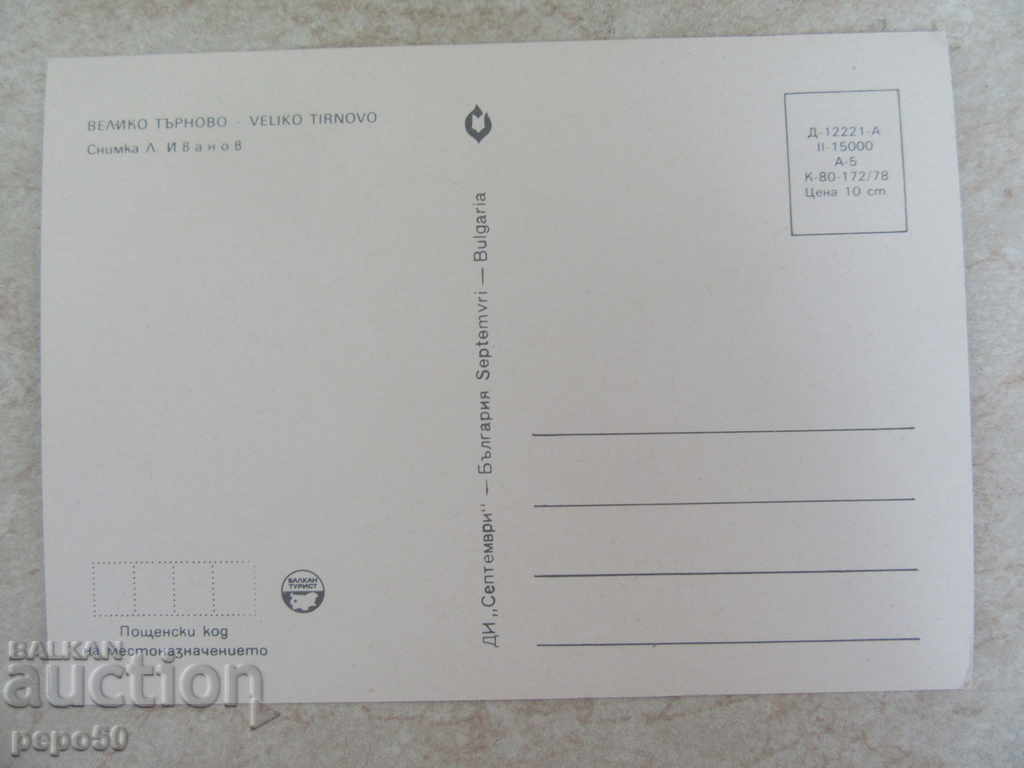 ВЕЛИКО ТЪРНОВО - VELIKO TIRNOVO
Снимка Л. Иванов
Д-12221-А
II-15000
А-5
К-80-172/78
Цена 10 ст.
ДИ „Септември" — България Septemvri — Bulgaria
БАЛКАН
ТУРИСТ
Пощенски код
на местоназначението
BALKAN
auction
pepo50